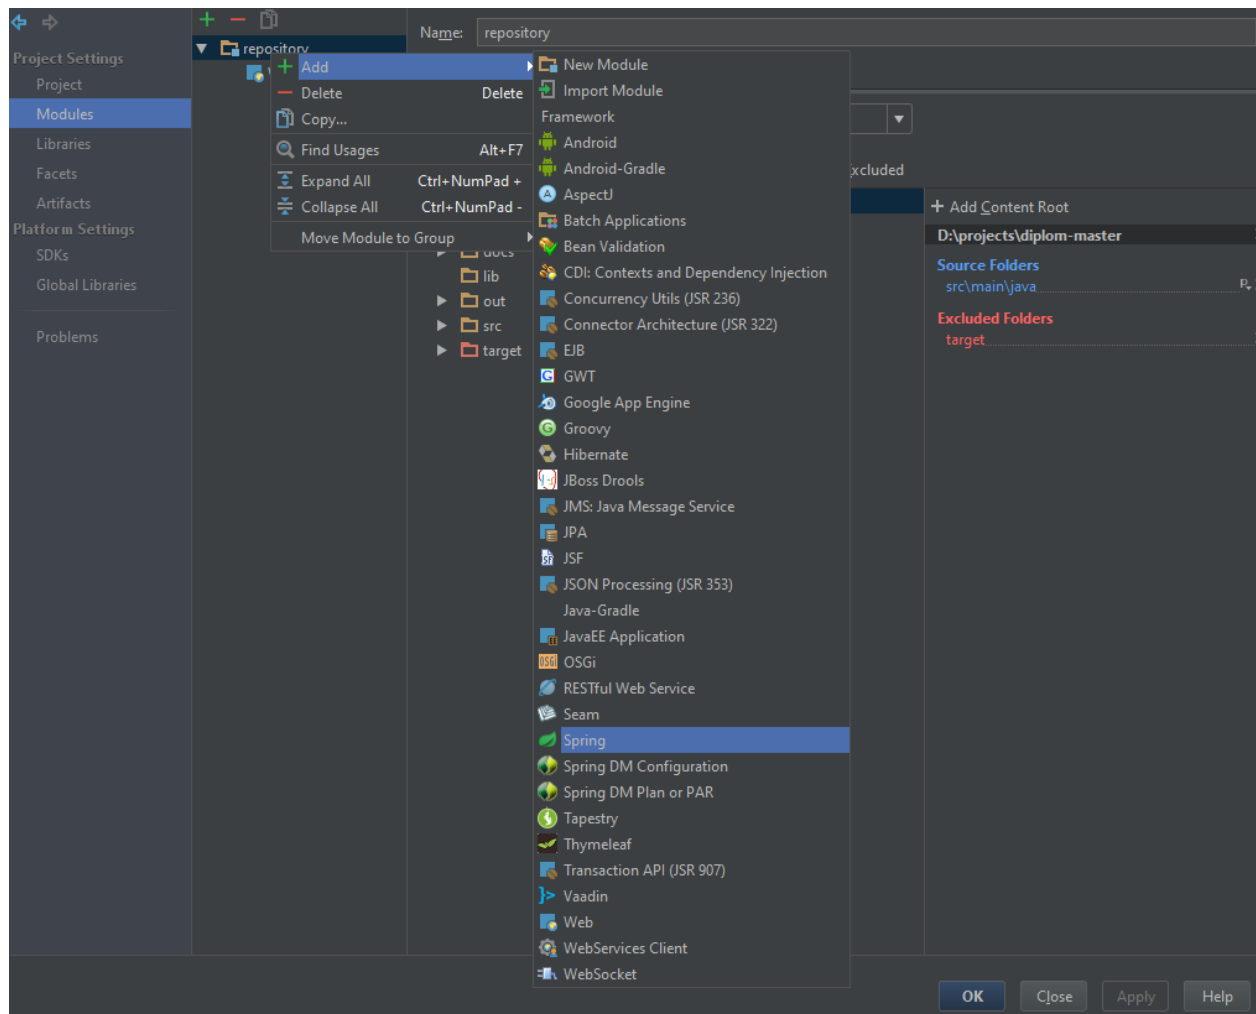 Name:
repository
Project Settings
Project
Modules
Libraries
Facets
Artifacts
Platform Settings
SDKs
Global Libraries
Problems
repository
Add
Delete Delete
Copy...
Find Usages Alt+F7
Expand All Ctrl+NumPad +
Collapse All Ctrl+NumPad -
Move Module to Group
docs
lib
out
src
target
New Module
Import Module
Framework
Android
Android-Gradle
AspectJ
Batch Applications
Bean Validation
CDI: Contexts and Dependency Injection
Concurrency Utils (JSR 236)
Connector Architecture (JSR 322)
EJB
GWT
Google App Engine
Groovy
Hibernate
JBoss Drools
JMS: Java Message Service
JPA
JSF
JSON Processing (JSR 353)
Java-Gradle
JavaEE Application
OSGi
RESTful Web Service
Seam
Spring
Spring DM Configuration
Spring DM Plan or PAR
Tapestry
Thymeleaf
Transaction API (JSR 907)
Vaadin
Web
WebServices Client
WebSocket
xcluded
+ Add Content Root
D:\projects\diplom-master
Source Folders
src\main\java
Excluded Folders
target
OK Close Apply Help